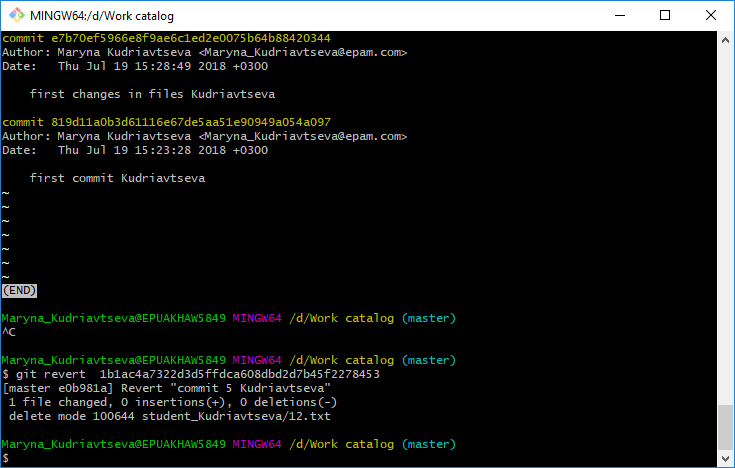 MINGW64:/d/Work catalog
commit e7b70ef5966e8f9ae6c1ed2e0075b64b88420344
Author: Maryna Kudriavtseva <Maryna_Kudriavtseva@epam.com>
Date:   Thu Jul 19 15:28:49 2018 +0300
    first changes in files Kudriavtseva
commit 819d11a0b3d61116e67de5aa51e90949a054a097
Author: Maryna Kudriavtseva <Maryna_Kudriavtseva@epam.com>
Date:   Thu Jul 19 15:23:28 2018 +0300
    first commit Kudriavtseva
~
~
~
~
~
~
~
(END)
Maryna_Kudriavtseva@EPUAKHAW5849 MINGW64 /d/Work catalog (master)
^C
Maryna_Kudriavtseva@EPUAKHAW5849 MINGW64 /d/Work catalog (master)
$ git revert  1b1ac4a7322d3d5ffdca608dbd2d7b45f2278453
[master e0b981a] Revert "commit 5 Kudriavtseva"
 1 file changed, 0 insertions(+), 0 deletions(-)
 delete mode 100644 student_Kudriavtseva/12.txt
Maryna_Kudriavtseva@EPUAKHAW5849 MINGW64 /d/Work catalog (master)
$